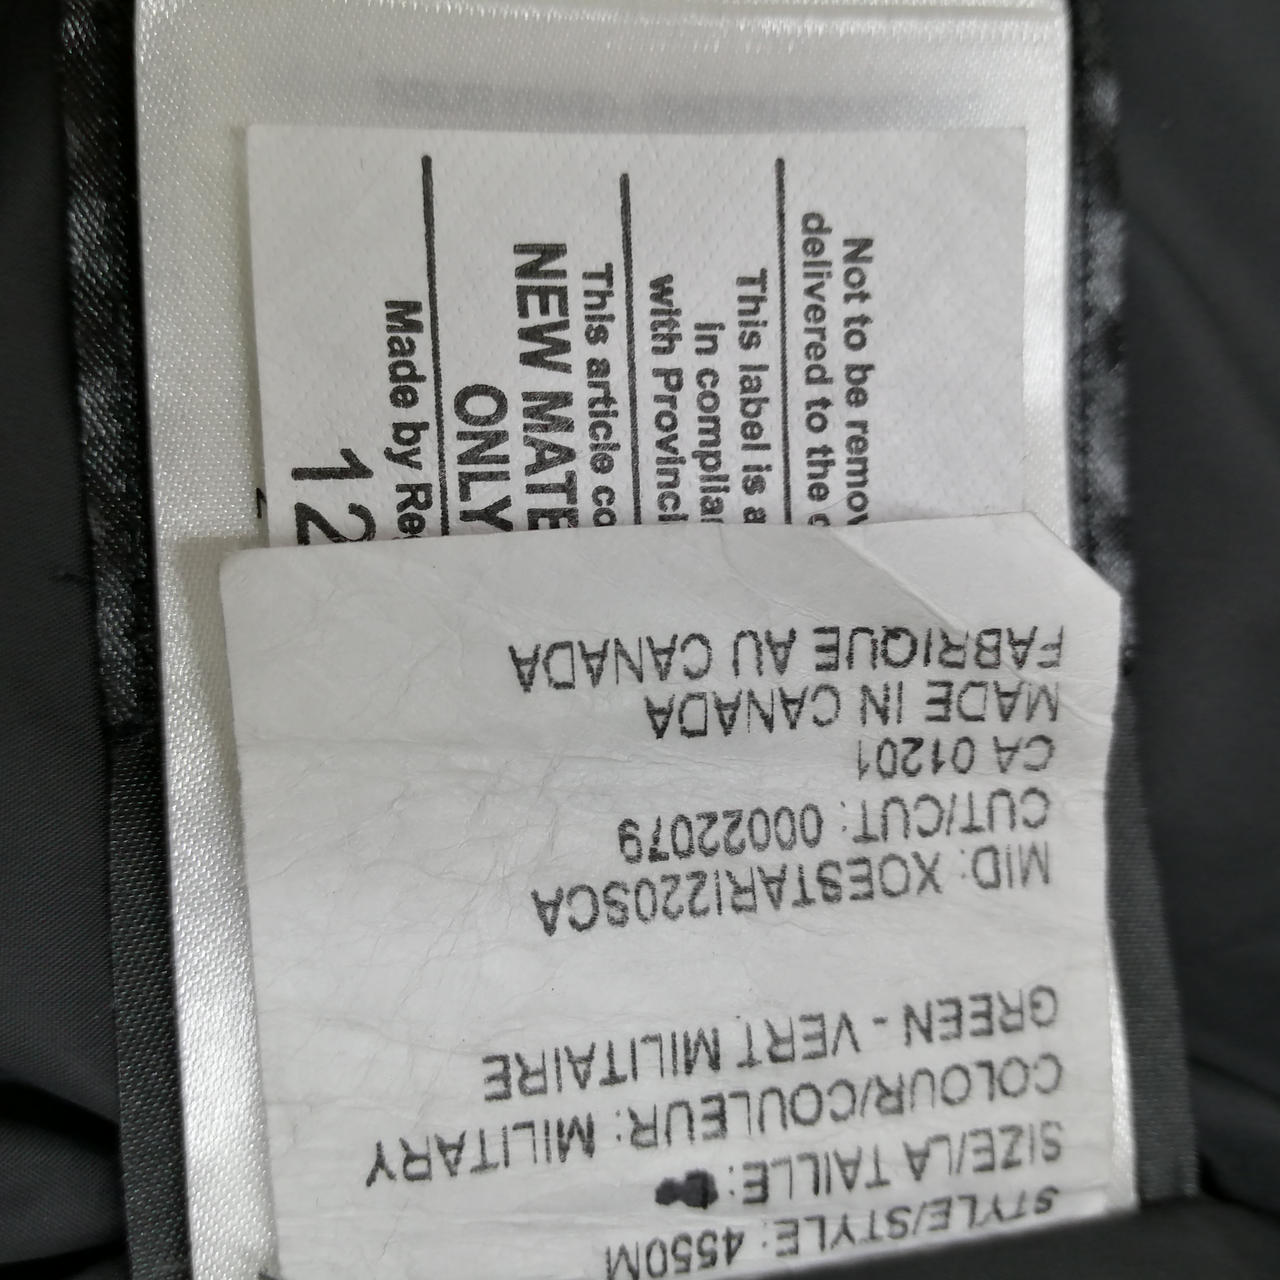 STYLE/STYLE: 4550M
SIZE/LA TAILLE:
COLOUR/COULEUR: MILITARY
GREEN - VERT MILITAIRE
MID: XOESTARI220SCA
CUT/CUT: 00022079
CA 01201
MADE IN CANADA
FABRIQUE AU CANADA
Not to be remov
delivered to the c
This label is a
in complia
with Provinci
This article co
NEW MATE
ONLY
Made by Re
12